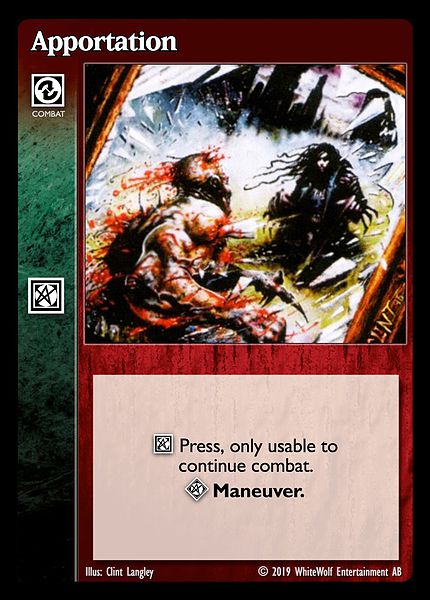 Apportation
COMBAT
Press, only usable to
continue combat.
Maneuver.
Illus: Clint Langley
© 2019 WhiteWolf Entertainment AB